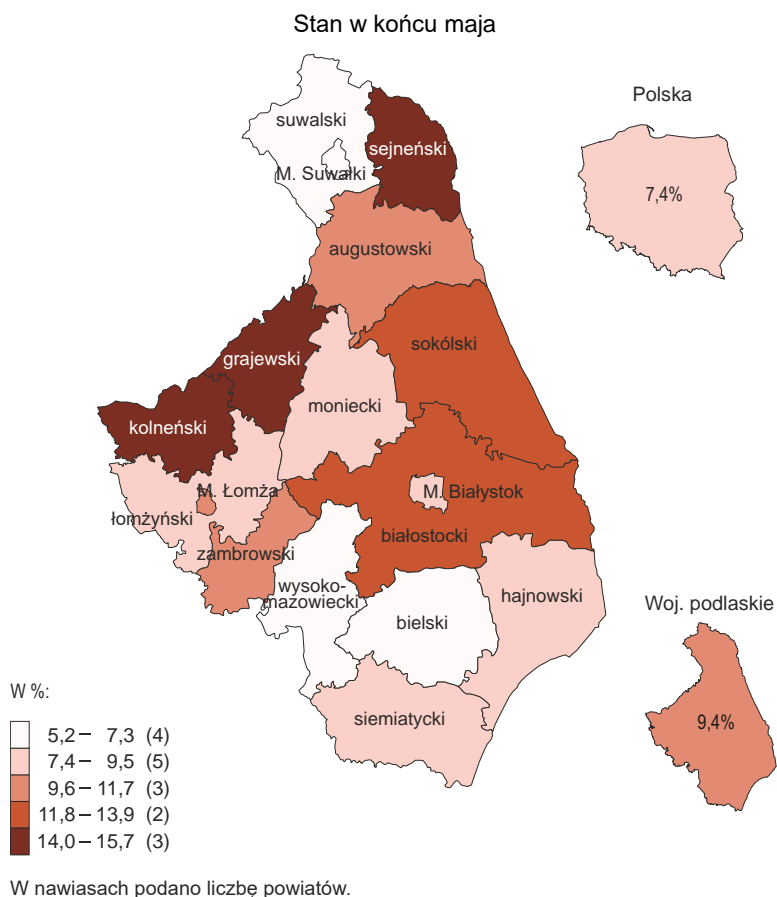 Stan w końcu maja
Polska
7,4%
suwalski
M. Suwałki
sejneński
augustowski
sokólski
grajewski
moniecki
kolneński
M. Łomża
M. Białystok
łomżyński
białostocki
zambrowski
wysoko-
mazowiecki
hajnowski
bielski
siemiatycki
Woj. podlaskie
9,4%
W %:
5,2 – 7,3 (4)
7,4 – 9,5 (5)
9,6 – 11,7 (3)
11,8 – 13,9 (2)
14,0 – 15,7 (3)
W nawiasach podano liczbę powiatów.